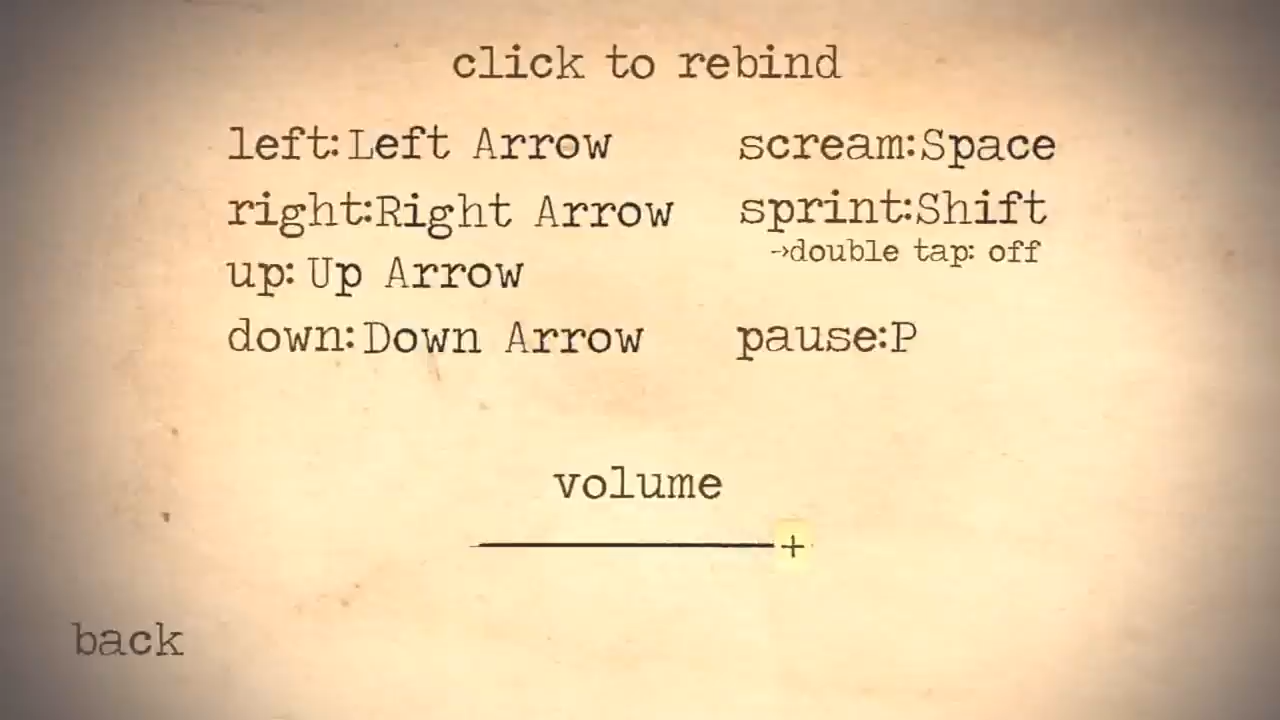 click to rebind
left:Left Arrow
right:Right Arrow
up: Up Arrow
down:Down Arrow
scream:Space
sprint:Shift
→double tap: off
pause:P
volume
+
back